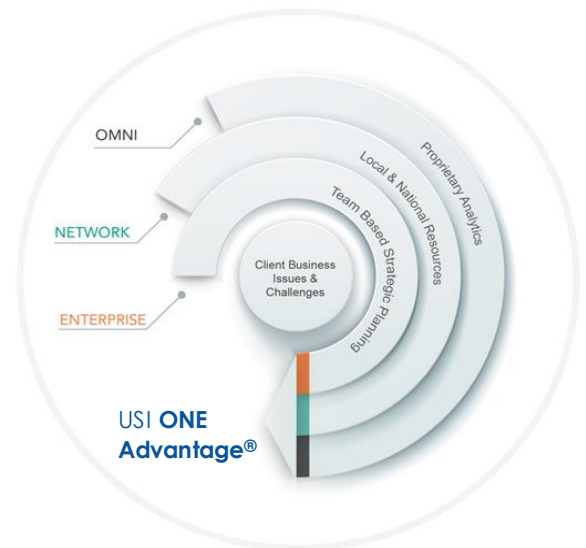 OMNI
NETWORK
ENTERPRISE
Proprietary Analytics
Local & National Resources
Team Based Strategic Planning
Client Business
Issues &
Challenges
USI ONE
Advantage®